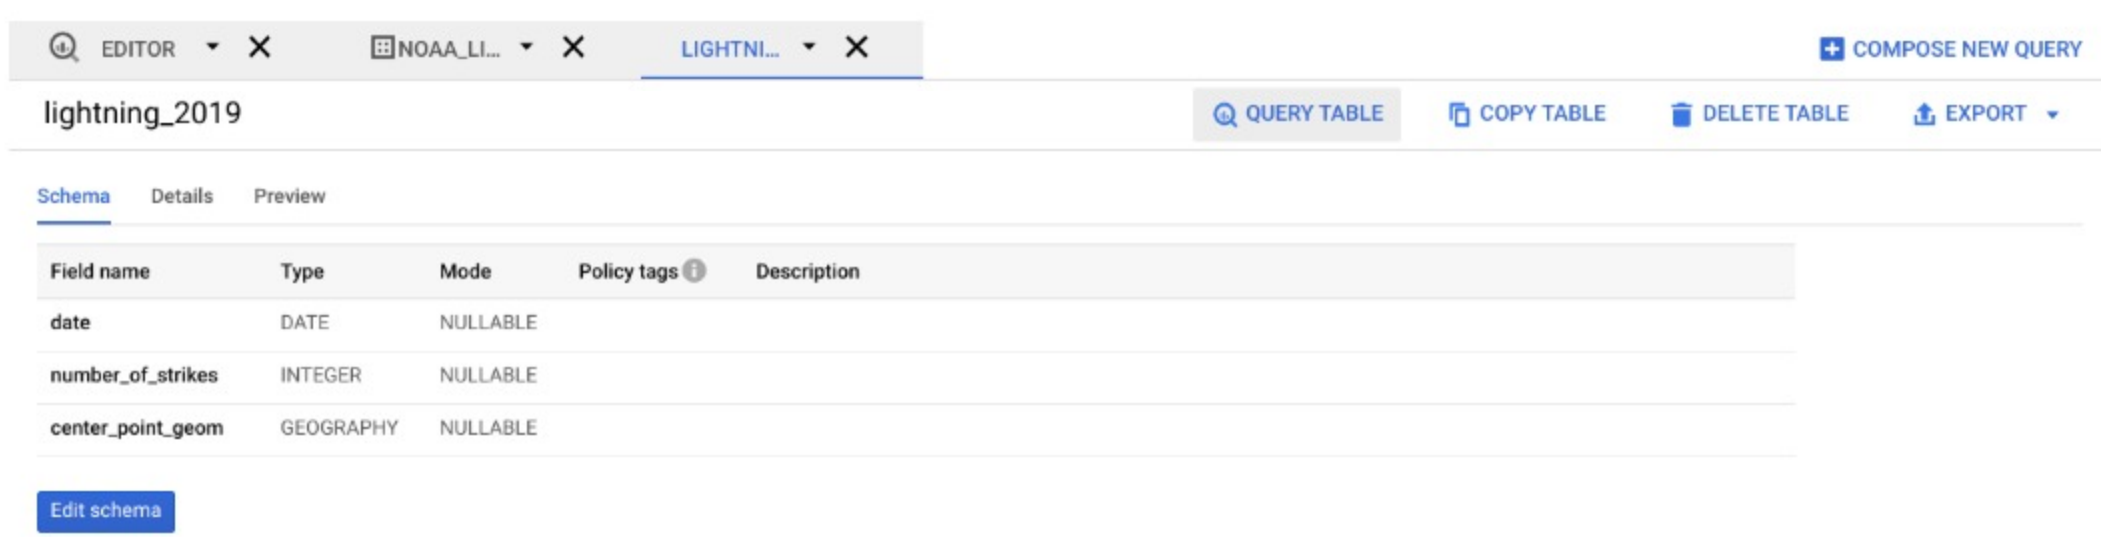 EDITOR NOAA_LI... LIGHTNI... COMPOSE NEW QUERY
lightning_2019 QUERY TABLE COPY TABLE DELETE TABLE EXPORT
Schema Details Preview
Field name Type Mode Policy tags Description
date DATE NULLABLE
number_of_strikes INTEGER NULLABLE
center_point_geom GEOGRAPHY NULLABLE
Edit schema